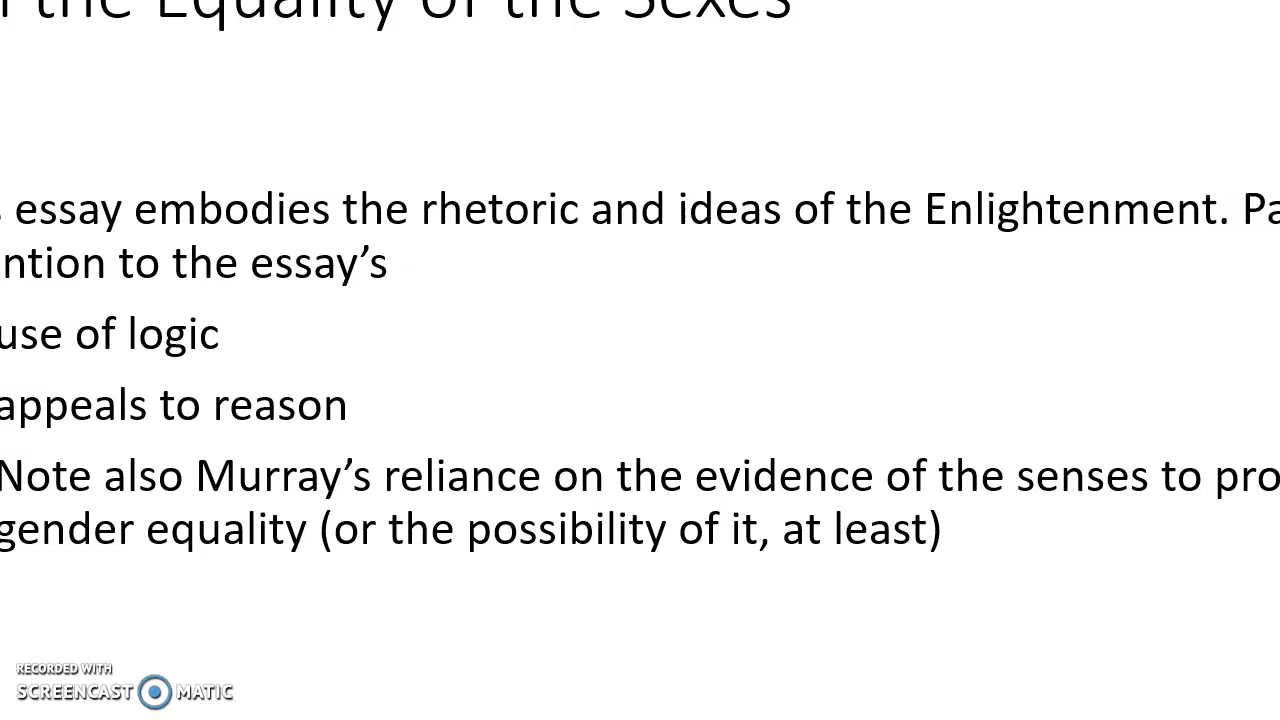 the Equality of the Sexes
essay embodies the rhetoric and ideas of the Enlightenment. Pa
ntion to the essay’s
use of logic
appeals to reason
Note also Murray’s reliance on the evidence of the senses to pro
gender equality (or the possibility of it, at least)
RECORDED WITH
SCREENCAST MATIC